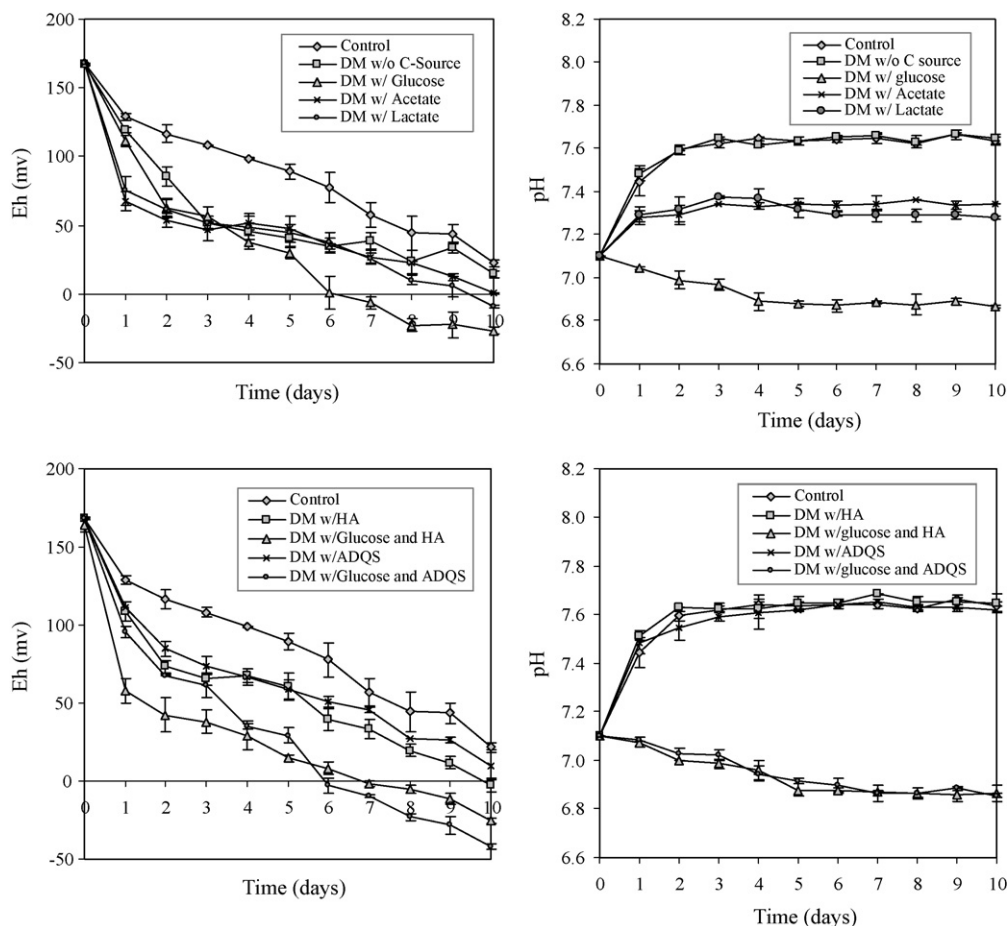 200
150
100
50
0
-50
Eh (mv)
Control
DM w/o C-Source
DM w/ Glucose
DM w/ Acetate
DM w/ Lactate
0 1 2 3 4 5 6 7 8 9 10
Time (days)
8.2
8.0
7.8
7.6
7.4
7.2
7.0
6.8
6.6
pH
Control
DM w/o C source
DM w/ glucose
DM w/ Acetate
DM w/ Lactate
0 1 2 3 4 5 6 7 8 9 10
Time (days)
200
150
100
50
0
-50
Eh (mv)
Control
DM w/HA
DM w/Glucose and HA
DM w/ADQS
DM w/Glucose and ADQS
0 1 2 3 4 5 6 7 8 9 10
Time (days)
8.2
8.0
7.8
7.6
7.4
7.2
7.0
6.8
6.6
pH
Control
DM w/HA
DM w/glucose and HA
DM w/ADQS
DM w/glucose and ADQS
0 1 2 3 4 5 6 7 8 9 10
Time (days)